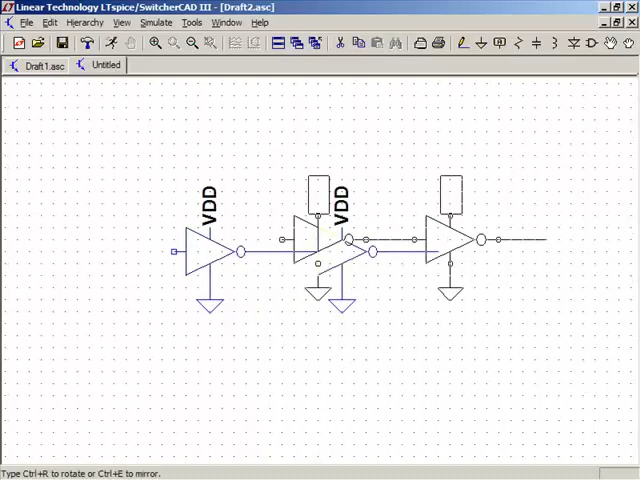 Linear Technology LTspice/SwitcherCAD III - [Draft2.asc]
File Edit Hierarchy View Simulate Tools Window Help
Draft1.asc Untitled
VDD VDD
Type Ctrl+R to rotate or Ctrl+E to mirror.